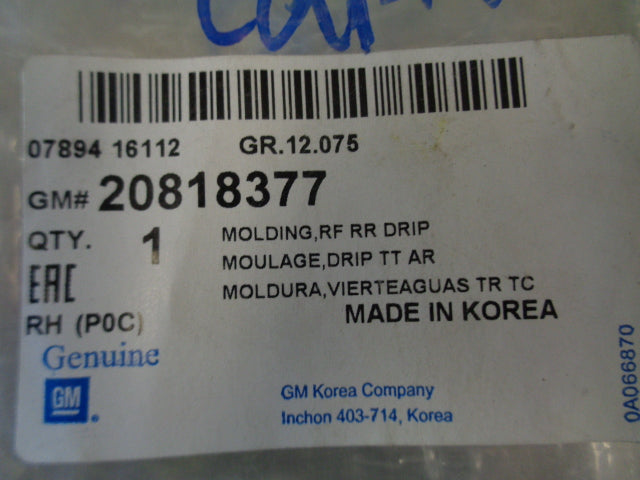 07894 16112 GR.12.075
GM# 20818377
QTY. 1 MOLDING,RF RR DRIP
MOULAGE,DRIP TT AR
EAC MOLDURA,VIERTEAGUAS TR TC
RH (P0C) MADE IN KOREA
Genuine
GM
GM Korea Company
Inchon 403-714, Korea
0A066870